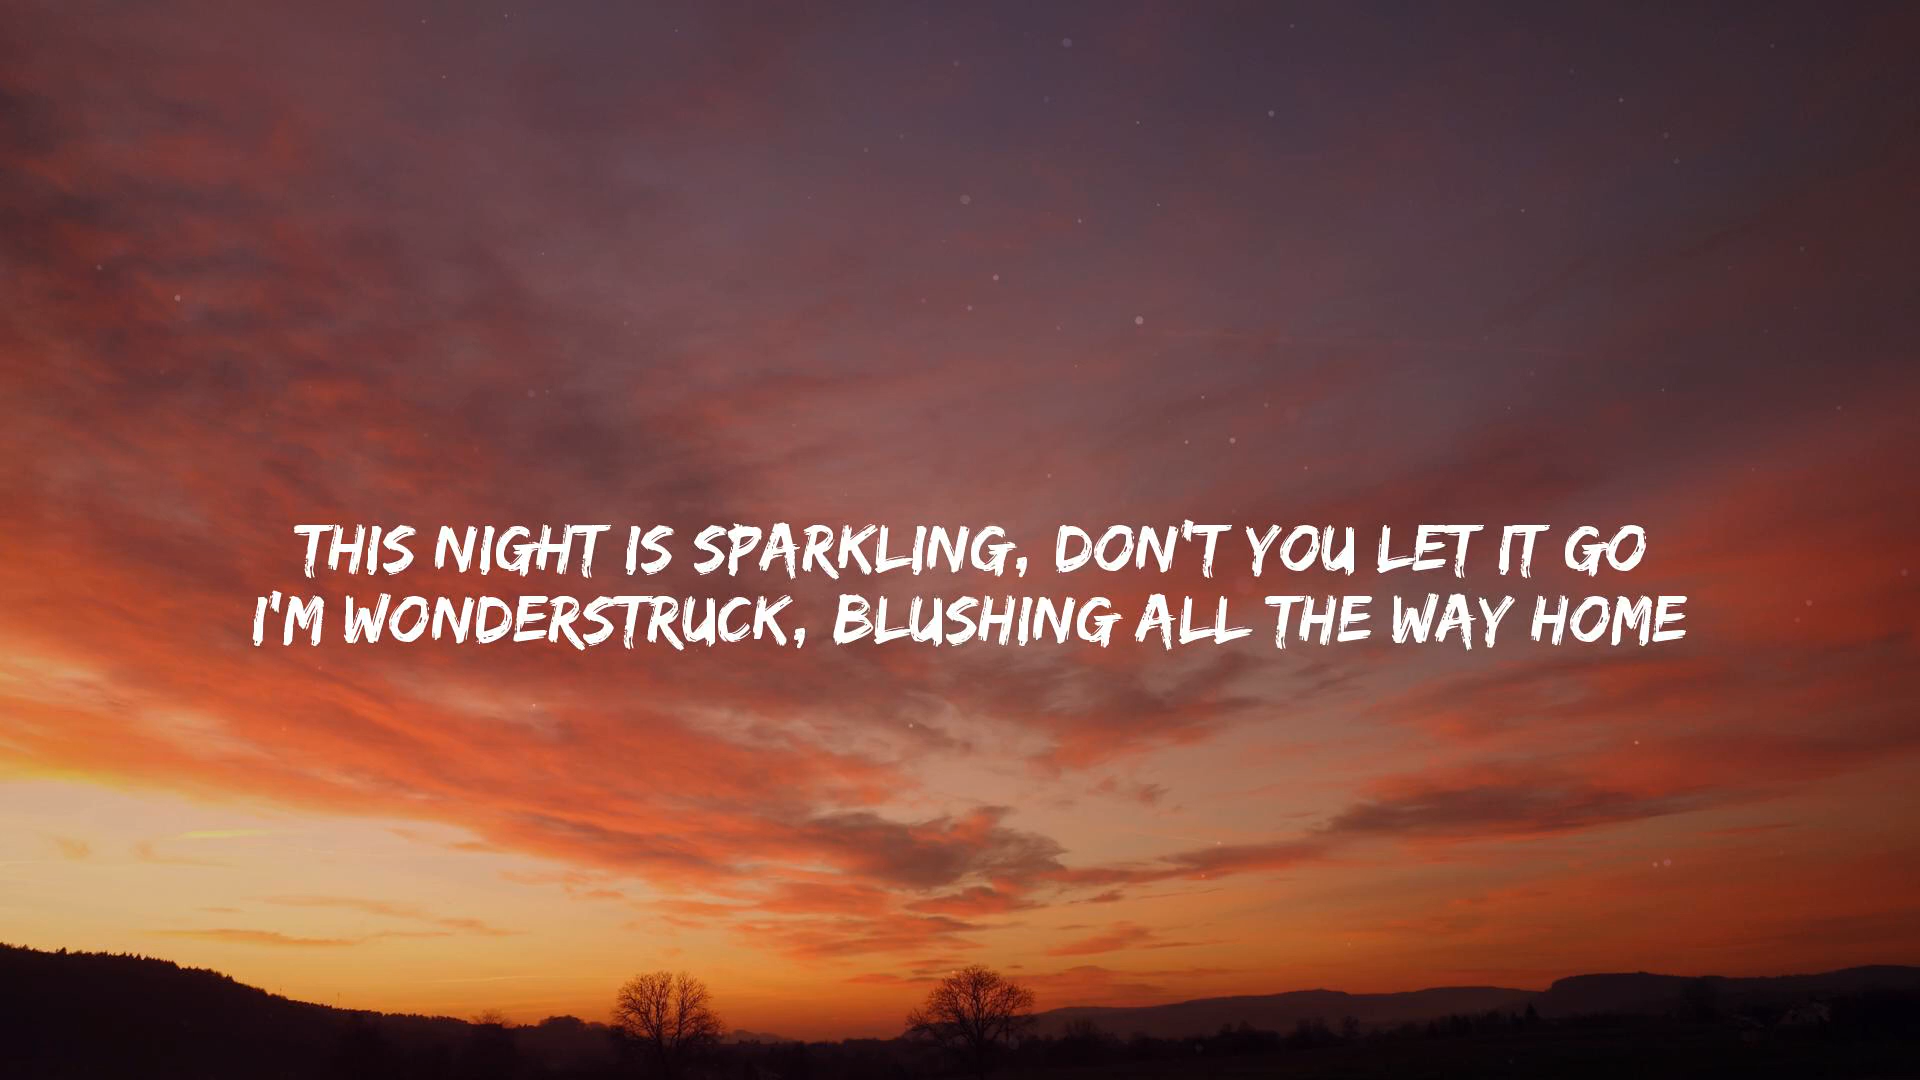 THIS NIGHT IS SPARKLING, DON'T YOU LET IT GO
I'M WONDERSTRUCK, BLUSHING ALL THE WAY HOME